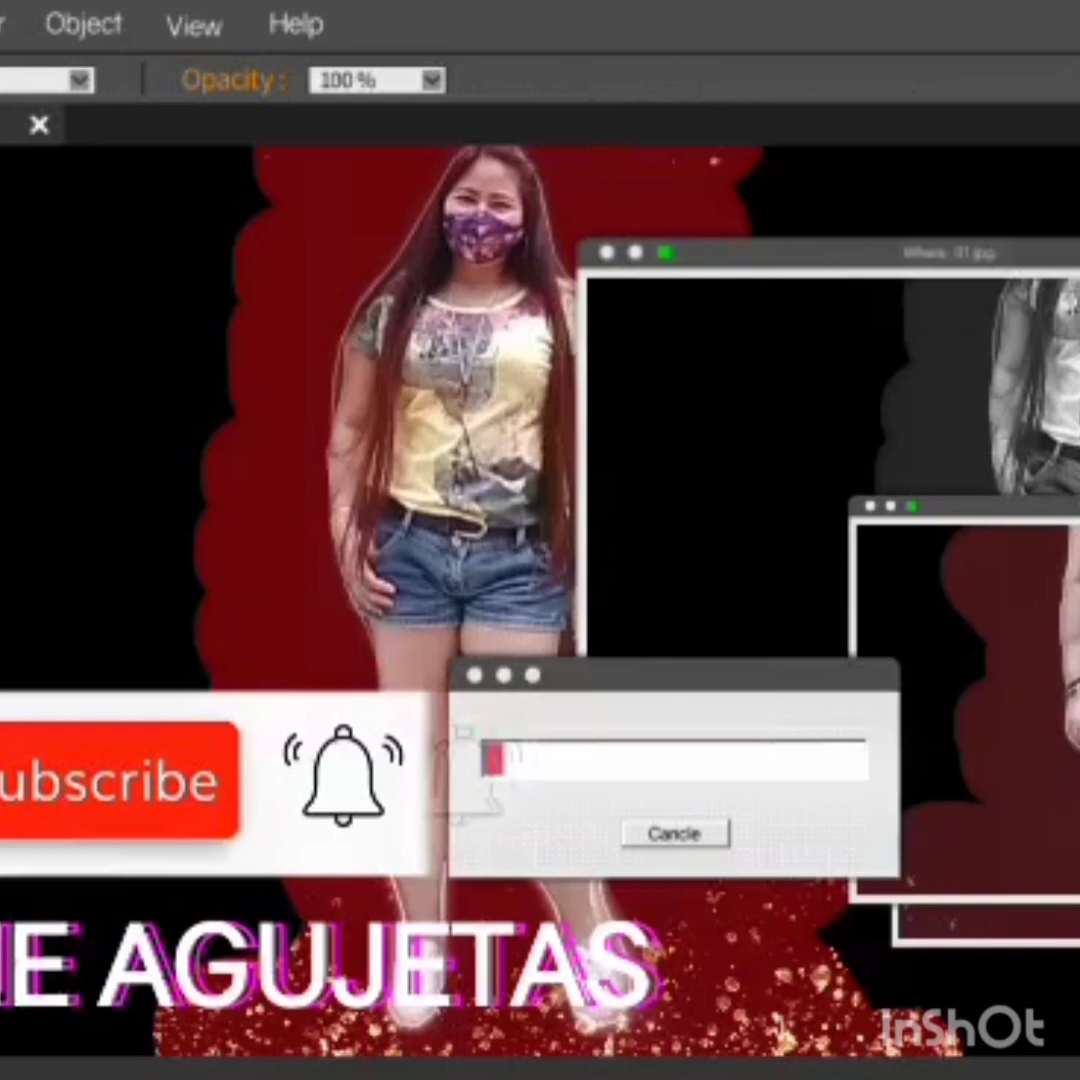 Object View Help
Opacity : 100 %
ubscribe
Cancle
E AGUJETAS
InShOt